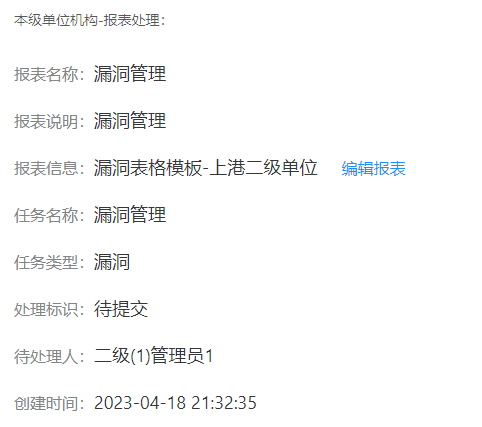 本级单位机构-报表处理：
报表名称：漏洞管理
报表说明：漏洞管理
报表信息：漏洞表格模板-上港二级单位 编辑报表
任务名称：漏洞管理
任务类型：漏洞
处理标识：待提交
待处理人：二级(1)管理员1
创建时间：2023-04-18 21:32:35